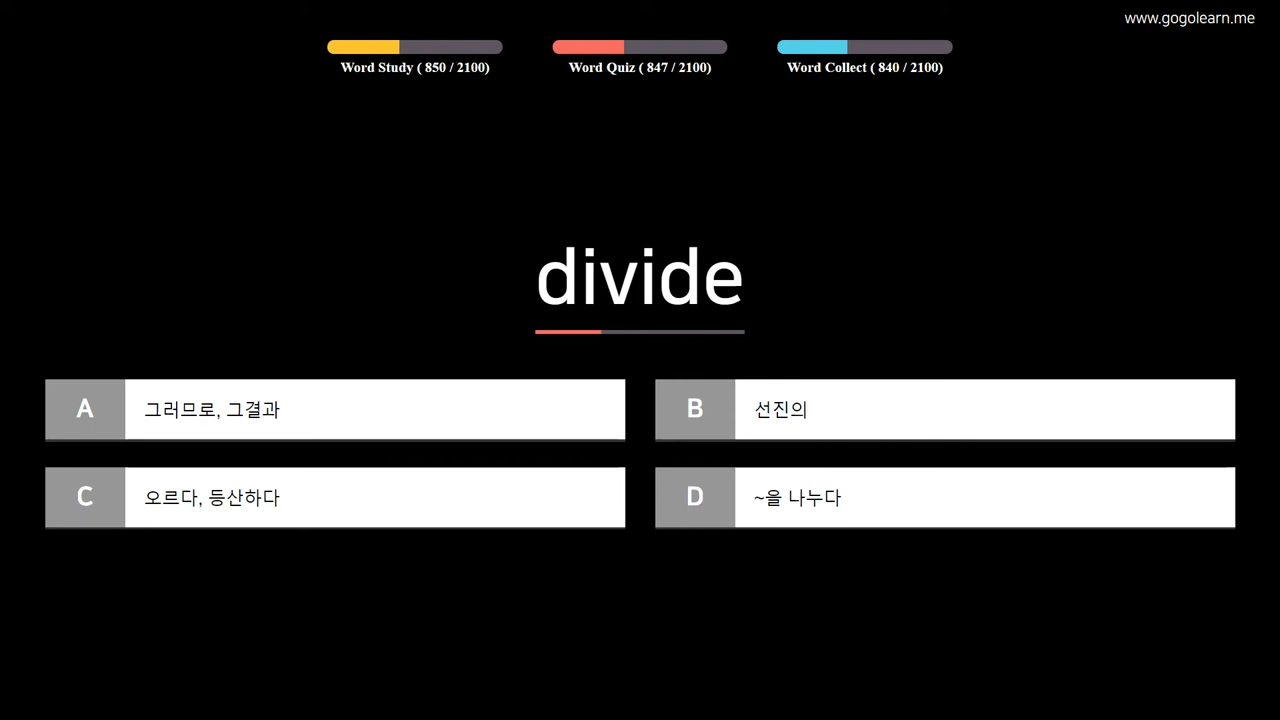 www.gogolearn.me
Word Study ( 850 / 2100)
Word Quiz ( 847 / 2100)
Word Collect ( 840 / 2100)
divide
A 그러므로, 그결과
B 선진의
C 오르다, 등산하다
D ~을 나누다